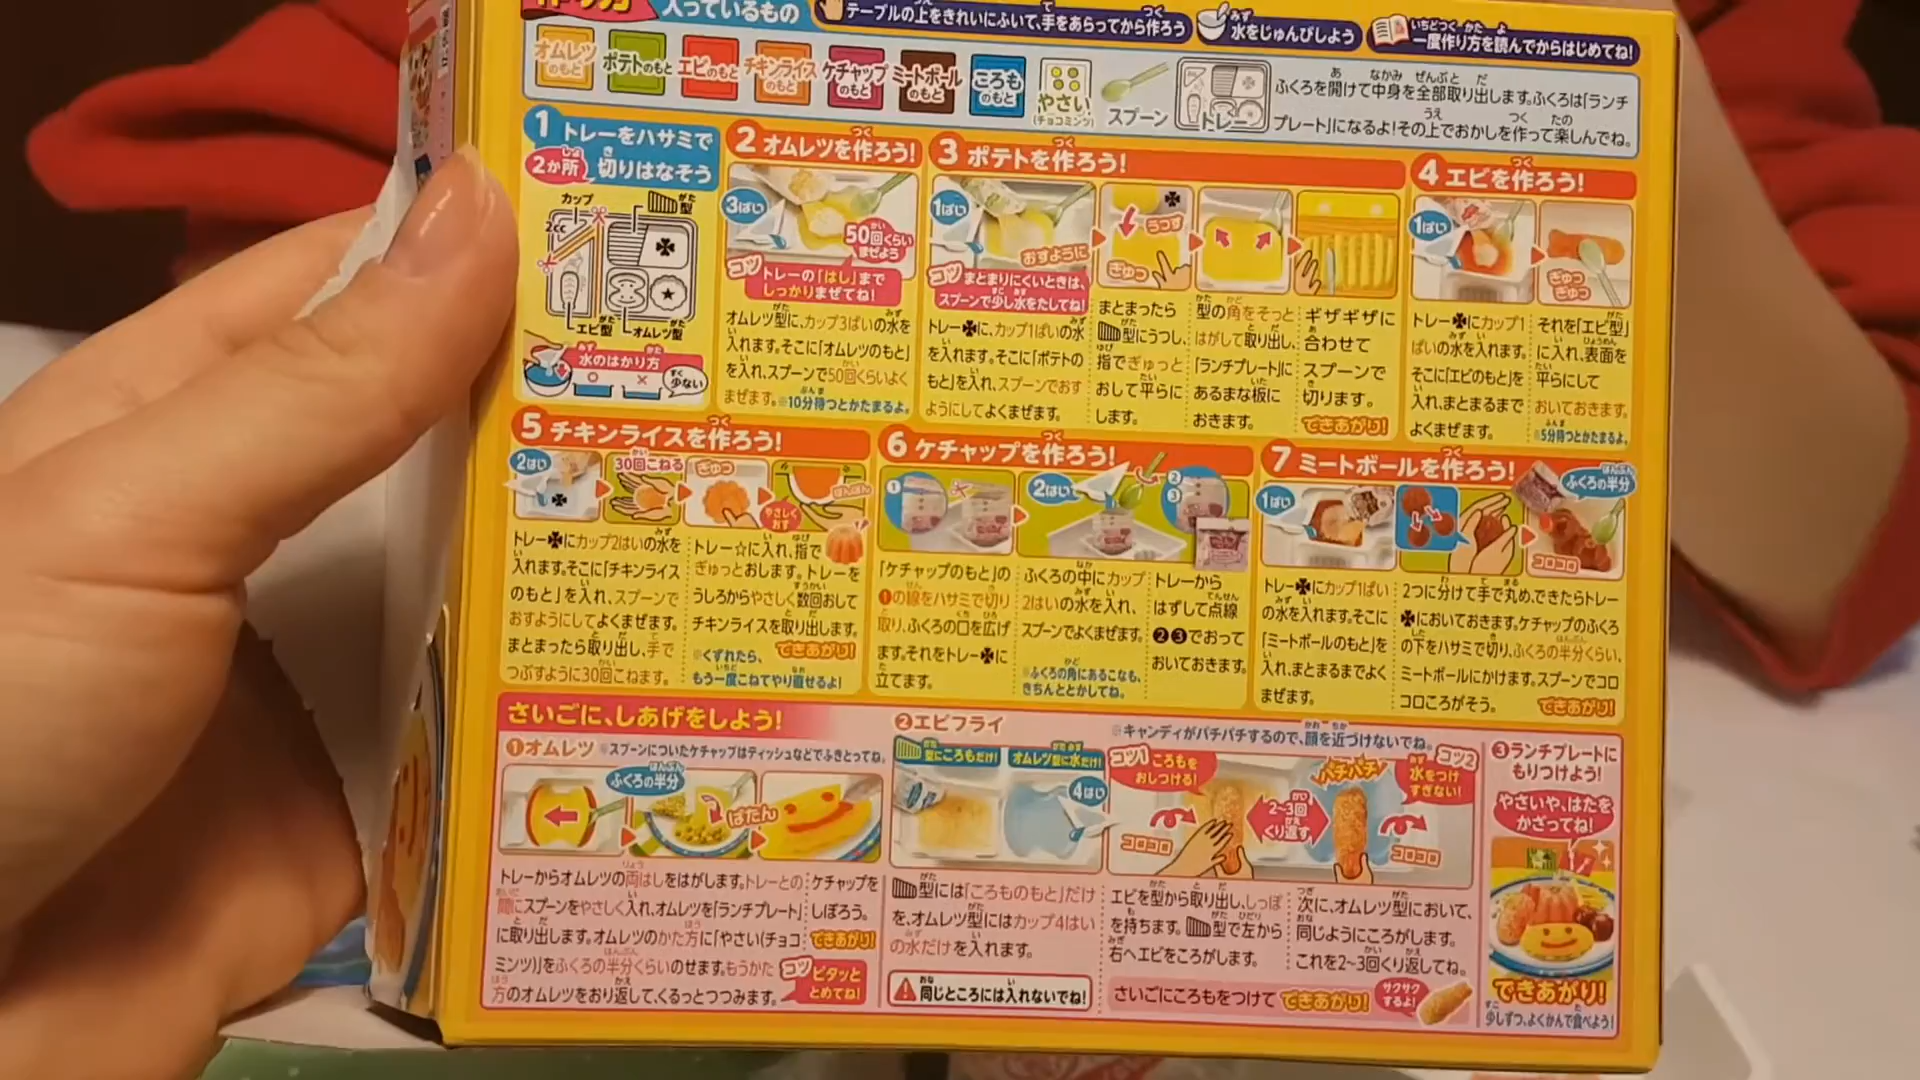 作り方
入っているもの
テーブルの上をきれいにふいて、手をあらってから作ろう
水をじゅんびしよう
一度作り方を読んでからはじめてね!
オムレツのもと
ポテトのもと
エビのもと
チキンライスのもと
ケチャップのもと
ミートボールのもと
ころものもと
やさい(チョコミンツ)
スプーン
トレー
ふくろを開けて中身を全部取り出します。ふくろは「ランチ
プレート」になるよ!その上でおかしを作って楽しんでね。
1 トレーをハサミで
2か所 切りはなそう
カップ
型
2cc
エビ型
オムレツ型
水のはかり方
○ × 少ない
2 オムレツを作ろう!
3ばい
50回くらい
まぜよう
コツ トレーの「はし」まで
しっかりまぜてね!
オムレツ型に、カップ3ばいの水を
入れます。そこに「オムレツのもと」
を入れ、スプーンで50回くらいよく
まぜます。※10分待つとかたまるよ。
3 ポテトを作ろう!
1ぱい
おすように
うつす
ぎゅっ
コツ まとまりにくいときは、
スプーンで少し水をたしてね!
トレー✤に、カップ1ぱいの水
を入れます。そこに「ポテトの
もと」を入れ、スプーンでおす
ようにしてよくまぜます。
まとまったら
型にうつし、
指でぎゅっと
おして平らに
します。
型の角をそっと
はがして取り出し、
「ランチプレート」に
あるまな板に
おきます。
ギザギザに
合わせて
スプーンで
切ります。
できあがり!
4 エビを作ろう!
1ぱい
ぎゅっ
ぎゅっ
トレー✤にカップ1
ぱいの水を入れます。
そこに「エビのもと」を
入れ、まとまるまで
よくまぜます。
それを「エビ型」
に入れ、表面を
平らにして
おいておきます。
※5分待つとかたまるよ。
5 チキンライスを作ろう!
2はい
30回こねる
ぎゅっ
やさしくおす
ぽんぽん
トレー✤にカップ2はいの水を
入れます。そこに「チキンライス
のもと」を入れ、スプーンで
おすようにしてよくまぜます。
まとまったら取り出し、手で
つぶすように30回こねます。
トレー☆に入れ、指で
ぎゅっとおします。トレーを
うしろからやさしく数回おして
チキンライスを取り出します。
※くずれたら、できあがり!
もう一度こねてやり直せるよ!
6 ケチャップを作ろう!
①
2はい
②
③
「ケチャップのもと」の
❶の線をハサミで切り
取り、ふくろの口を広げ
ます。それをトレー✤に
立てます。
ふくろの中にカップ
2はいの水を入れ、
スプーンでよくまぜます。
※ふくろの角にあるこなも、
きちんととかしてね。
トレーから
はずして点線
❷❸でおって
おいておきます。
7 ミートボールを作ろう!
1ぱい
ふくろの半分
コロコロ
トレー✤にカップ1ぱい
の水を入れます。そこに
「ミートボールのもと」を
入れ、まとまるまでよく
まぜます。
2つに分けて手で丸め、できたらトレー
✤においておきます。ケチャップのふくろ
の下をハサミで切り、ふくろの半分くらい、
ミートボールにかけます。スプーンでコロ
コロころがそう。できあがり!
さいごに、しあげをしよう!
①オムレツ ※スプーンについたケチャップはティッシュなどでふきとってね。
ふくろの半分
ぱたん
トレーからオムレツの両はしをはがします。トレーとの
間にスプーンをやさしく入れ、オムレツを「ランチプレート」
に取り出します。オムレツのかた方に「やさい(チョコ
ミンツ)」をふくろの半分くらいのせます。もうかた
方のオムレツをおり返して、くるっとつつみます。
ケチャップを
しぼろう。
できあがり!
コツ ピタッと
とめてね!
②エビフライ
※キャンディがパチパチするので、顔を近づけないでね。
型にころもだけ!
オムレツ型に水だけ!
4はい
コツ1 ころもを
おしつける!
コロコロ
2~3回
くり返す
パチパチ
コツ2
水をつけ
すぎない!
コロコロ
型には「ころものもと」だけ
を、オムレツ型にはカップ4はい
の水だけを入れます。
同じところには入れないでね!
エビを型から取り出し、しっぽ
を持ちます。型で左から
右へエビをころがします。
次に、オムレツ型において、
同じようにころがします。
これを2~3回くり返してね。
さいごにころもをつけて できあがり!
サクサク
するよ!
③ランチプレートに
もりつけよう!
やさいや、はたを
かざってね!
できあがり!
少しずつ、よくかんで食べよう!